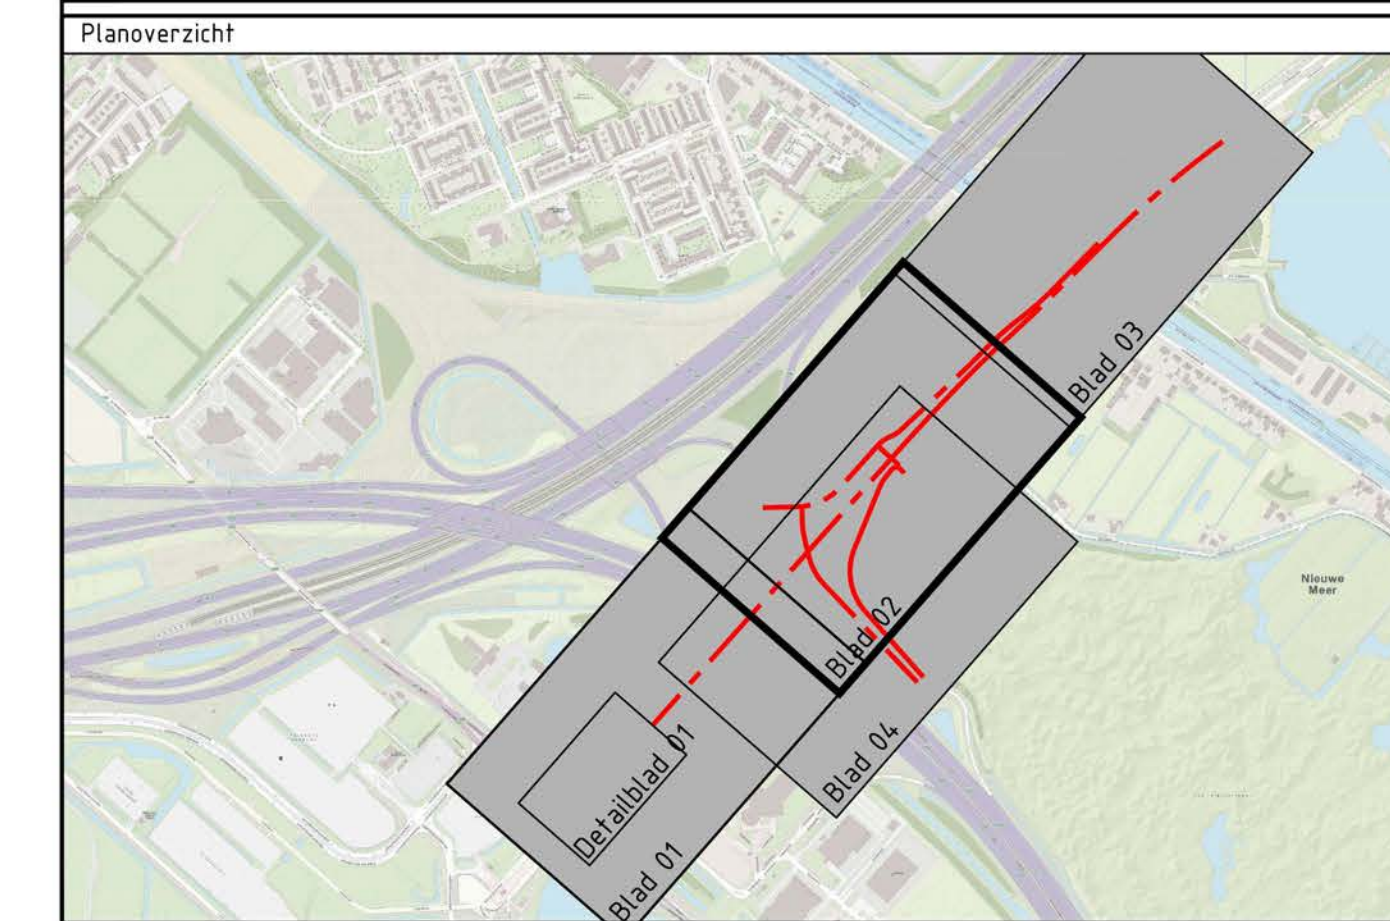 Planoverzicht
Blad 03
Nieuwe
Meer
Blad 02
Detailblad 01
Blad 04
Blad 01